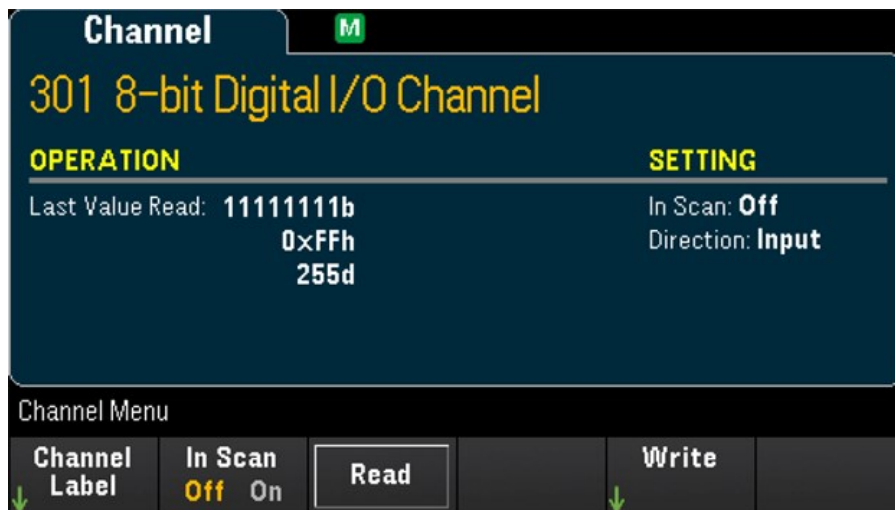 Channel
M
301 8-bit Digital I/O Channel
OPERATION
SETTING
Last Value Read: 11111111b
0xFFh
255d
In Scan: Off
Direction: Input
Channel Menu
Channel
Label
In Scan
Off On
Read
Write